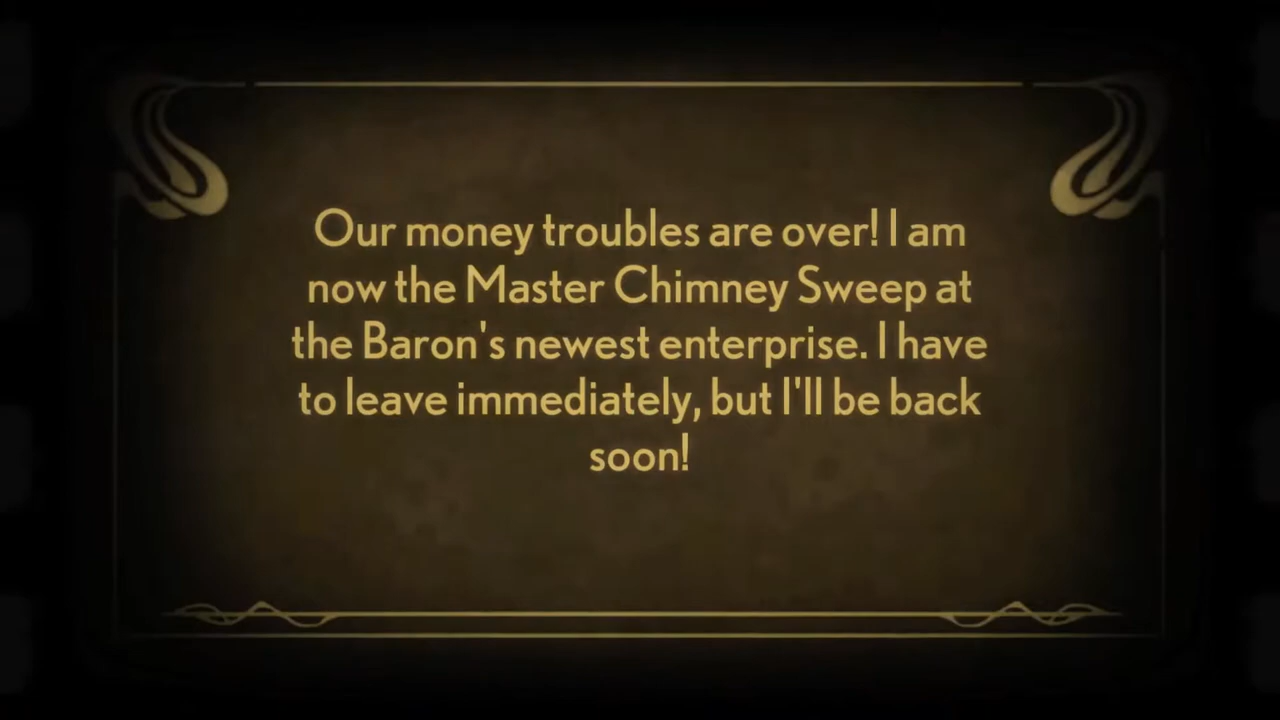 Our money troubles are over! I am
now the Master Chimney Sweep at
the Baron's newest enterprise. I have
to leave immediately, but I'll be back
soon!